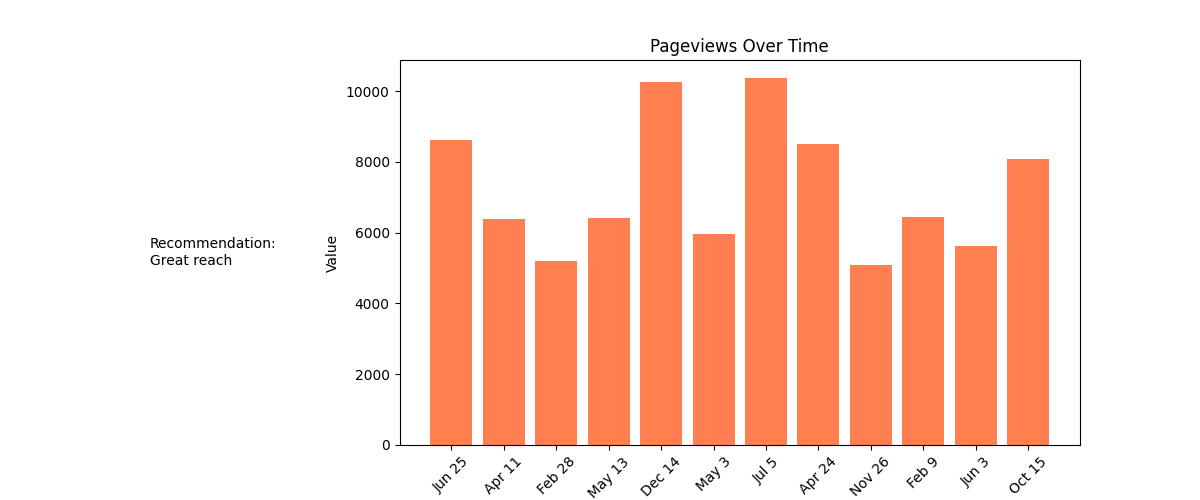 Pageviews Over Time
Recommendation:
Great reach
Value
10000
8000
6000
4000
2000
0
Jun 25
Apr 11
Feb 28
May 13
Dec 14
May 3
Jul 5
Apr 24
Nov 26
Feb 9
Jun 3
Oct 15